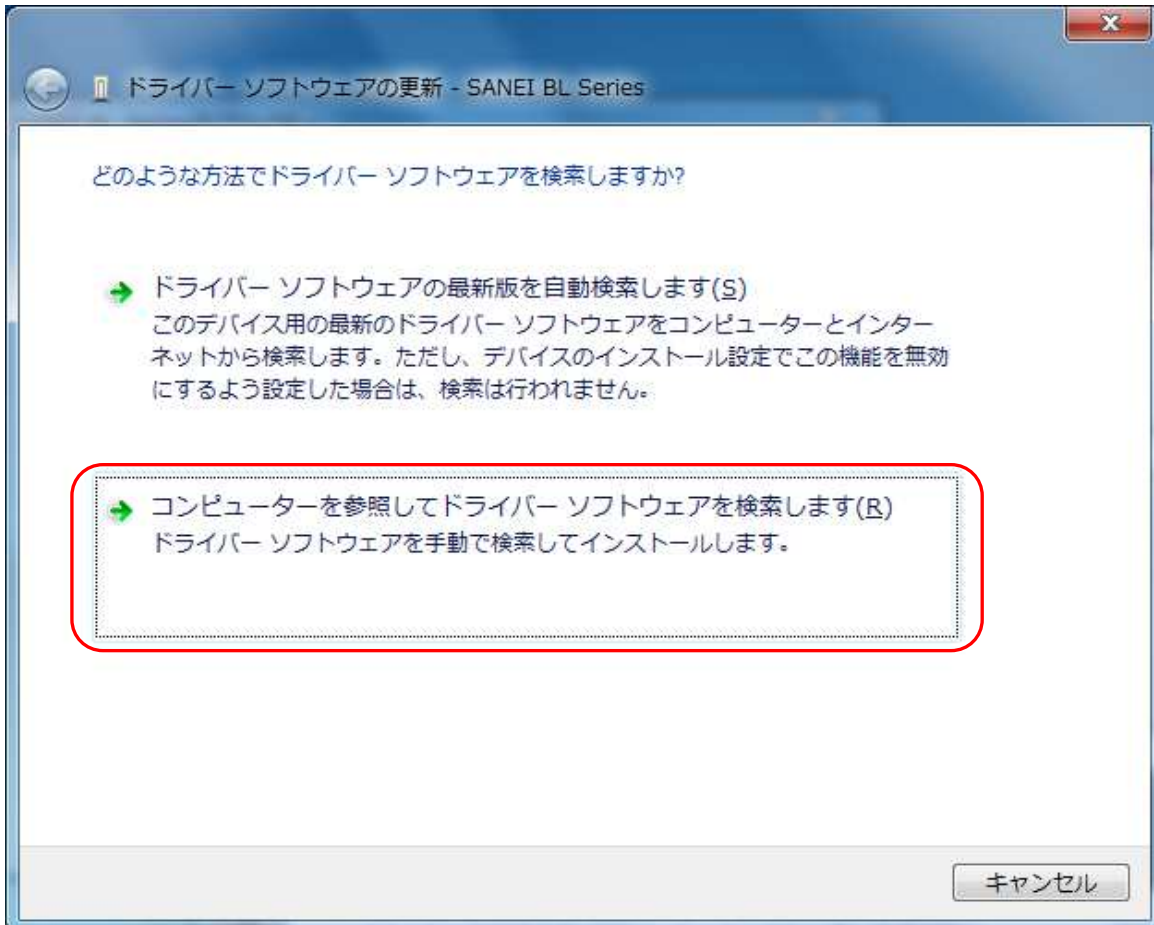 ドライバー ソフトウェアの更新 - SANEI BL Series
どのような方法でドライバー ソフトウェアを検索しますか?
ドライバー ソフトウェアの最新版を自動検索します(S)
このデバイス用の最新のドライバー ソフトウェアをコンピューターとインター
ネットから検索します。ただし、デバイスのインストール設定でこの機能を無効
にするよう設定した場合は、検索は行われません。
コンピューターを参照してドライバー ソフトウェアを検索します(R)
ドライバー ソフトウェアを手動で検索してインストールします。
キャンセル